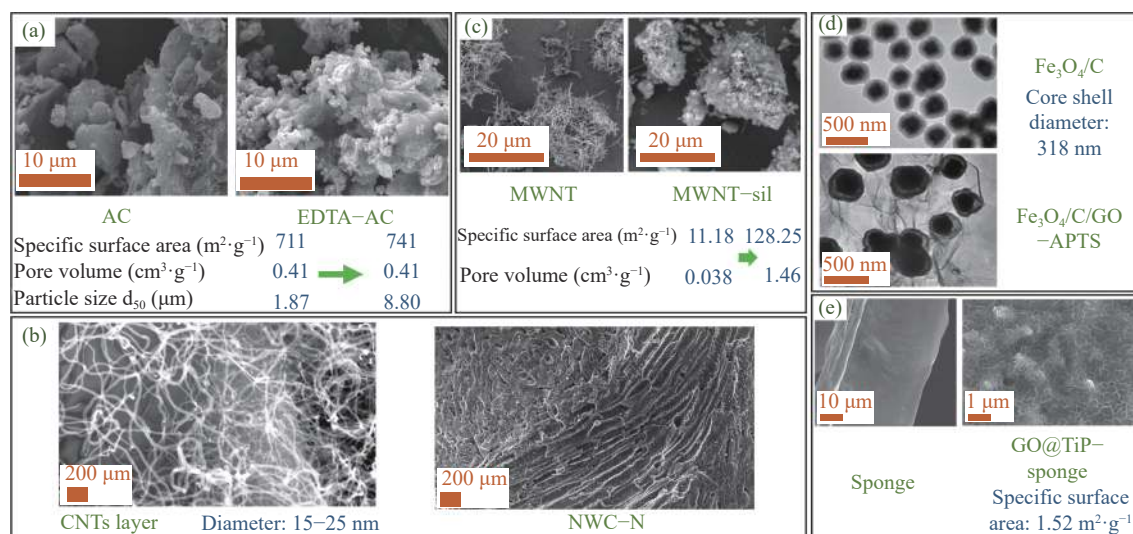 (a)
10 μm
10 μm
AC
EDTA−AC
Specific surface area (m²·g⁻¹) 711 741
Pore volume (cm³·g⁻¹) 0.41 0.41
Particle size d₅₀ (μm) 1.87 8.80
(c)
20 μm
20 μm
MWNT
MWNT−sil
Specific surface area (m²·g⁻¹) 11.18 128.25
Pore volume (cm³·g⁻¹) 0.038 1.46
(d)
500 nm
Fe₃O₄/C
Core shell
diameter:
318 nm
500 nm
Fe₃O₄/C/GO
−APTS
(b)
200 μm
200 μm
CNTs layer
Diameter: 15−25 nm
NWC−N
(e)
10 μm
1 μm
Sponge
GO@TiP−
sponge
Specific surface
area: 1.52 m²·g⁻¹